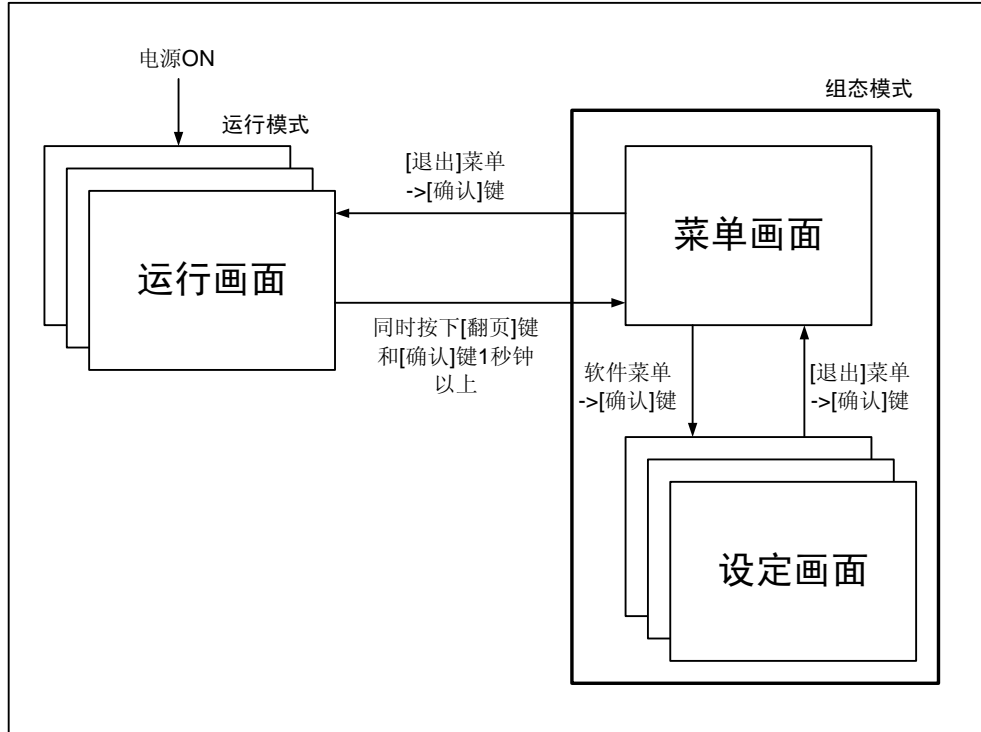 电源ON
组态模式
运行模式
[退出]菜单
->[确认]键
菜单画面
运行画面
同时按下[翻页]键
和[确认]键1秒钟
以上
软件菜单
->[确认]键
[退出]菜单
->[确认]键
设定画面